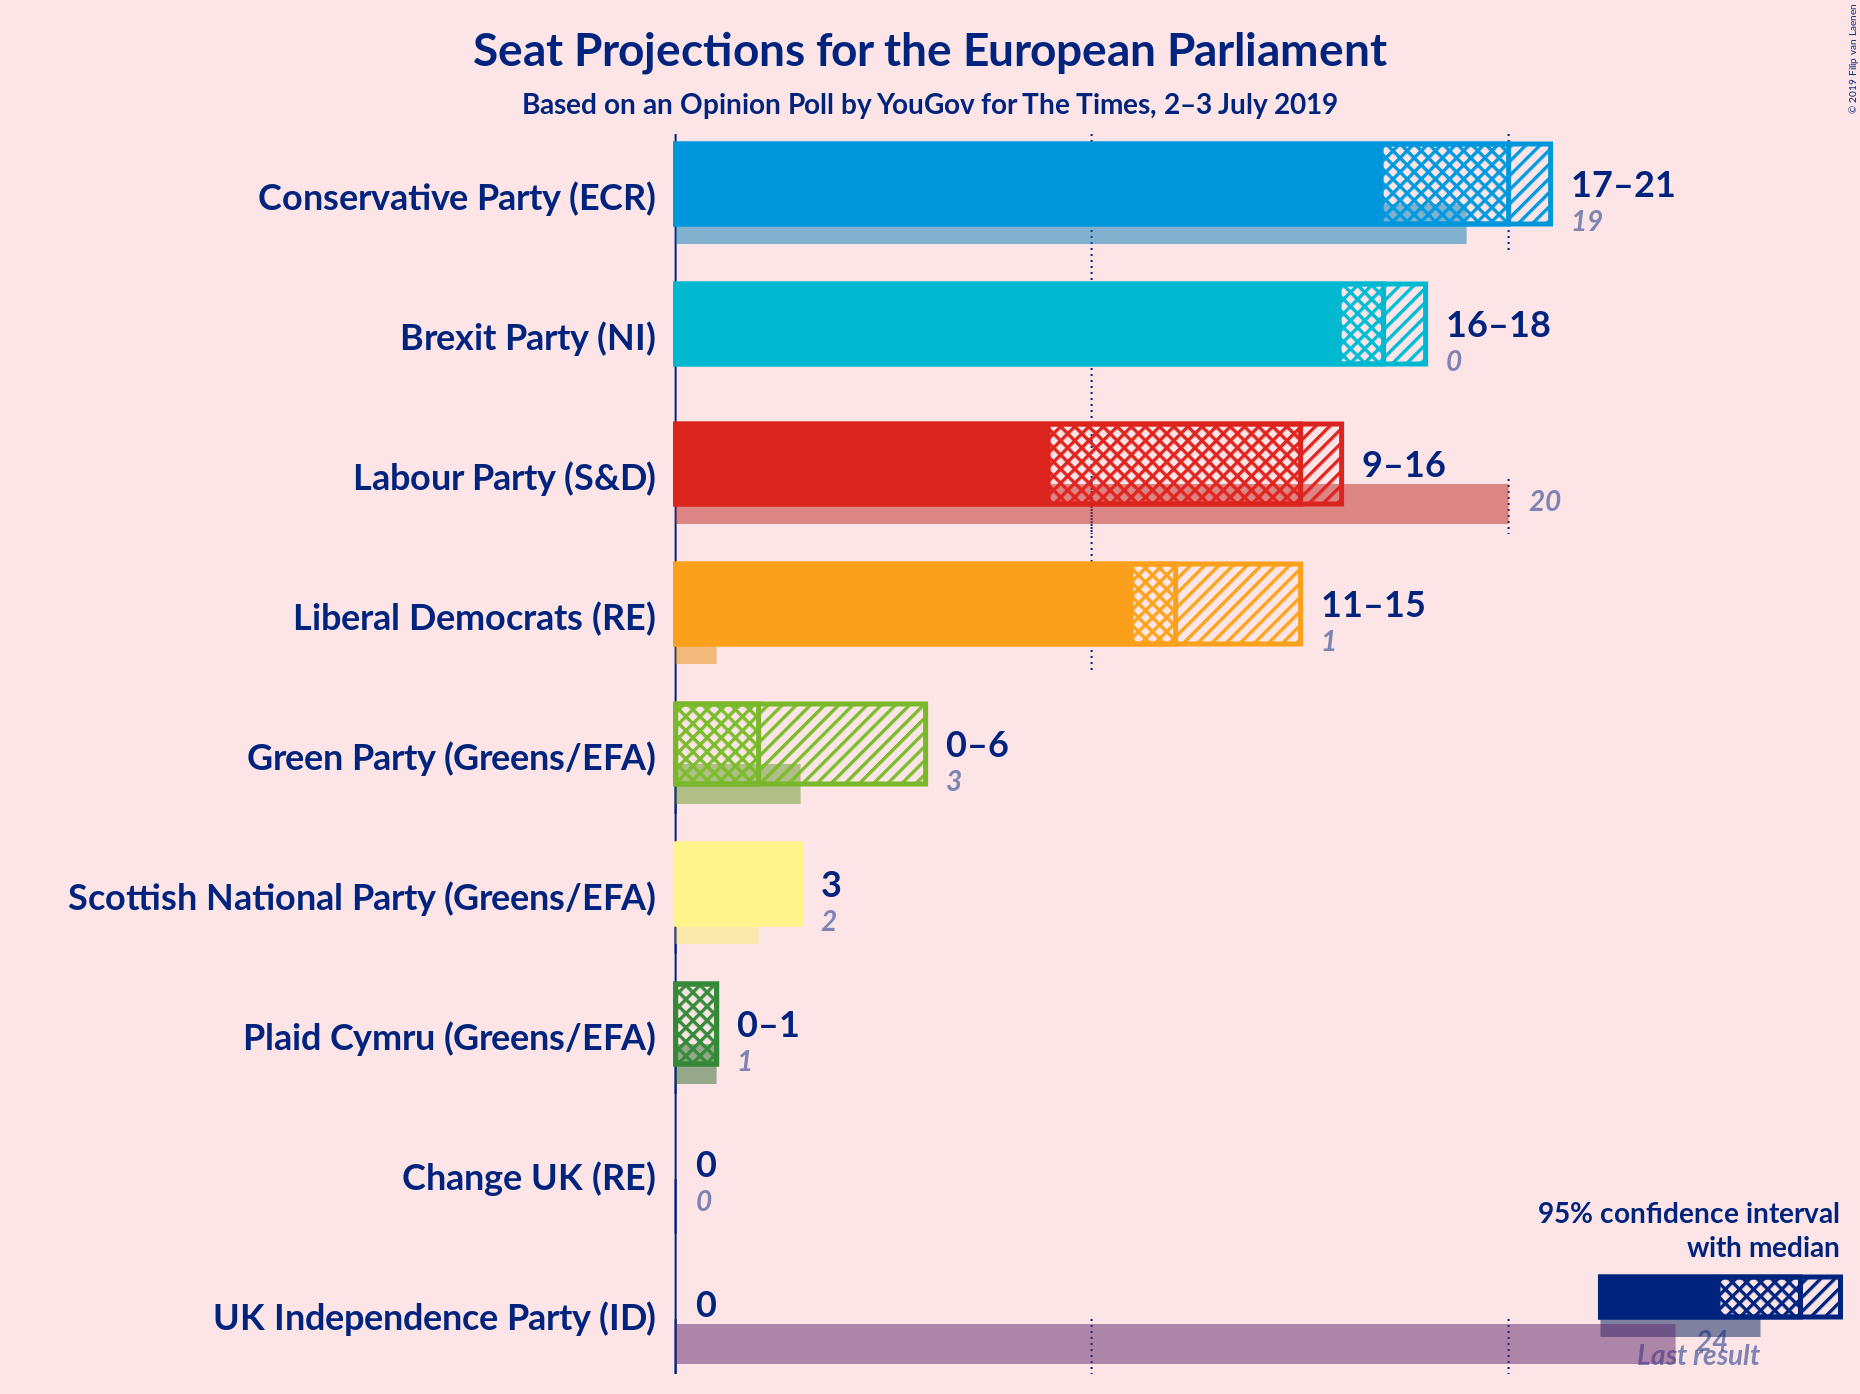 © 2019 Filip van Laenen
Seat Projections for the European Parliament
Based on an Opinion Poll by YouGov for The Times, 2–3 July 2019
Conservative Party (ECR)
17–21
19
Brexit Party (NI)
16–18
0
Labour Party (S&D)
9–16
20
Liberal Democrats (RE)
11–15
1
Green Party (Greens/EFA)
0–6
3
Scottish National Party (Greens/EFA)
3
2
Plaid Cymru (Greens/EFA)
0–1
1
Change UK (RE)
0
0
UK Independence Party (ID)
0
24
95% confidence interval
with median
Last result